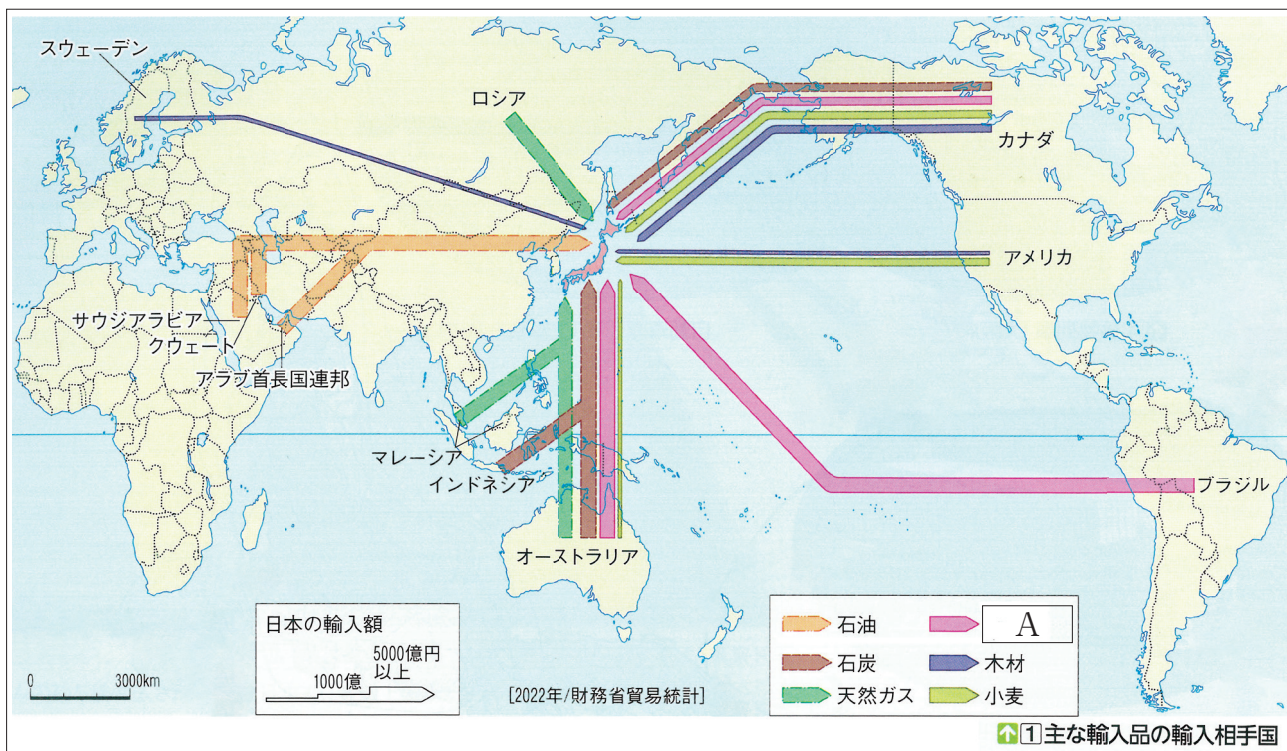 スウェーデン
ロシア
カナダ
アメリカ
サウジアラビア
クウェート
アラブ首長国連邦
マレーシア
インドネシア
ブラジル
オーストラリア
日本の輸入額
5000億円
以上
1000億
0 3000km
[2022年/財務省貿易統計]
石油 A
石炭 木材
天然ガス 小麦
1主な輸入品の輸入相手国